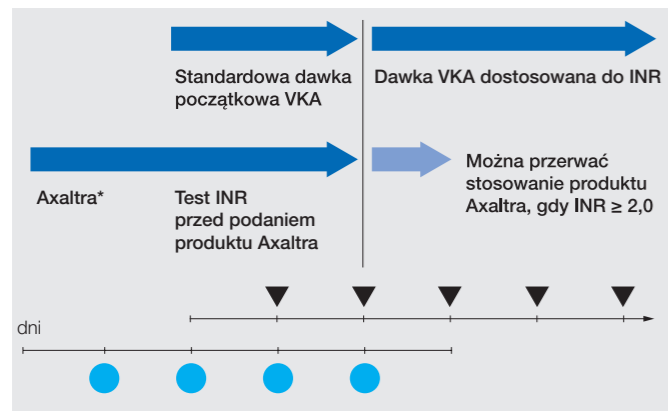 Standardowa dawka
początkowa VKA
Dawka VKA dostosowana do INR
Axaltra*
Test INR
przed podaniem
produktu Axaltra
Można przerwać
stosowanie produktu
Axaltra, gdy INR ≥ 2,0
dni